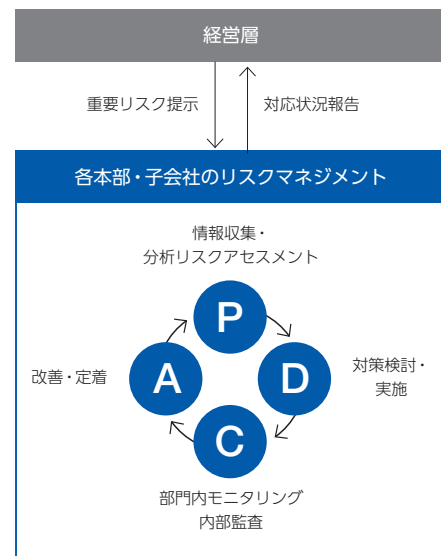 経営層
重要リスク提示
対応状況報告
各本部・子会社のリスクマネジメント
情報収集・
分析リスクアセスメント
P
A
D
改善・定着
対策検討・
実施
C
部門内モニタリング
内部監査